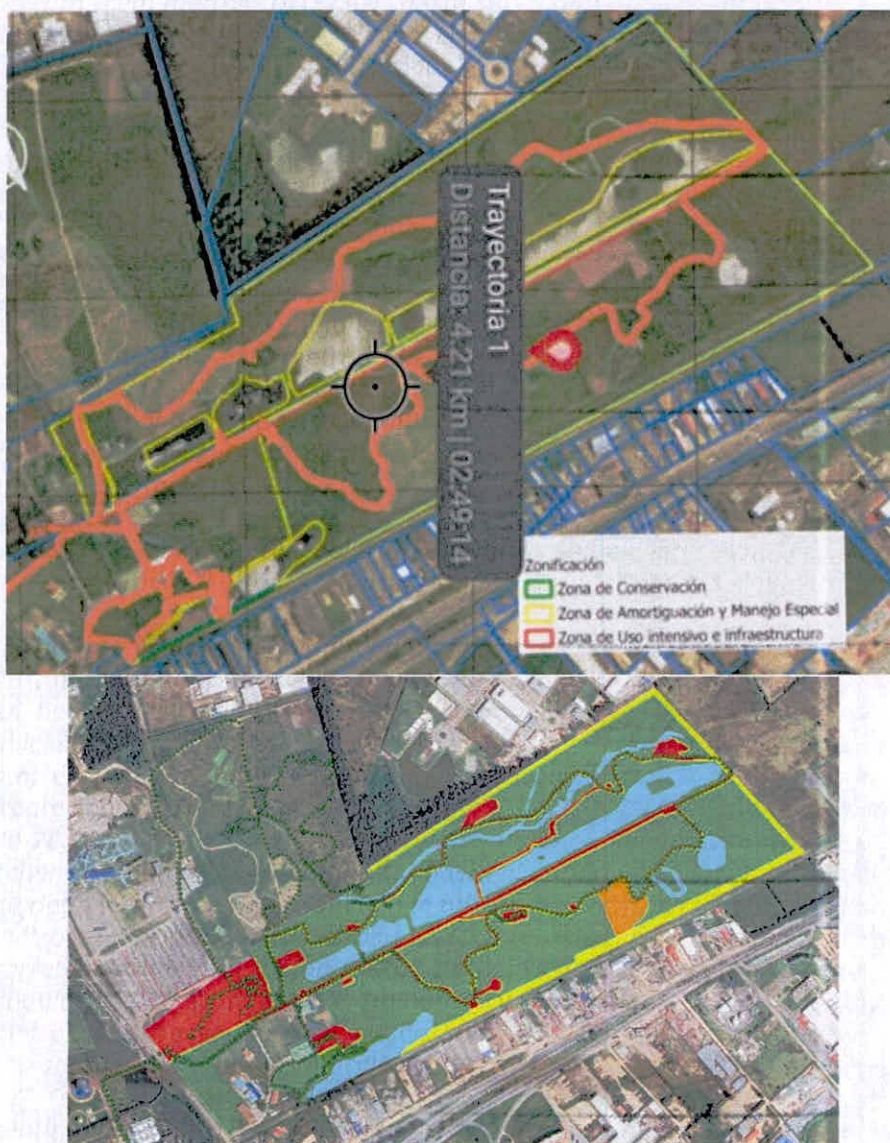 Trayectoria 1
Distancia 4.21 Km | 02:49:14
Zonificación
Zona de Conservación
Zona de Amortiguación y Manejo Especial
Zona de Uso intensivo e infraestructura